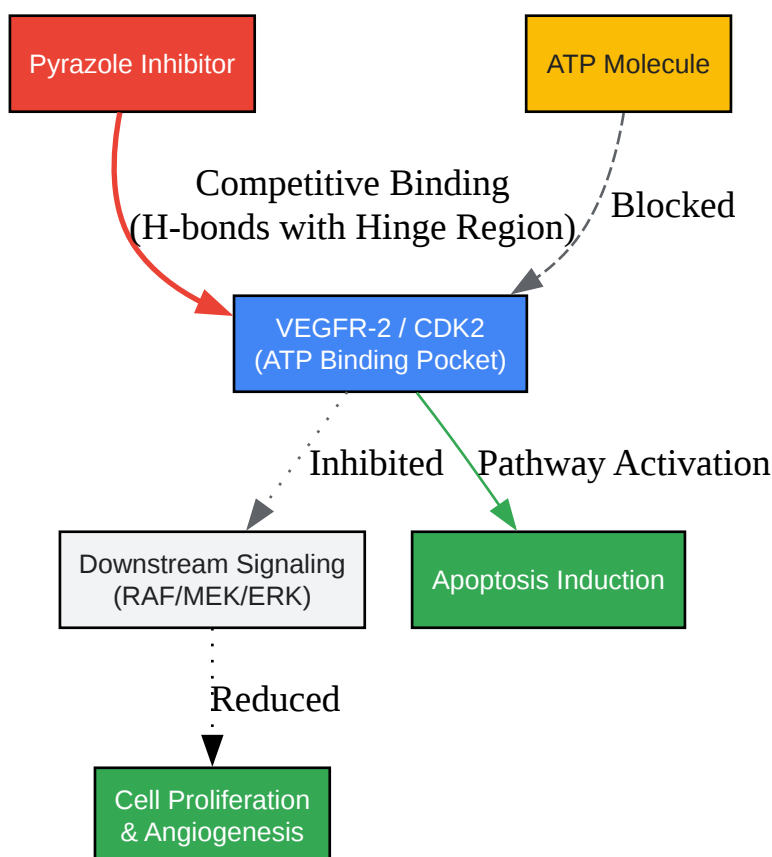 Pyrazole Inhibitor
ATP Molecule
Competitive Binding
(H-bonds with Hinge Region)
Blocked
VEGFR-2 / CDK2
(ATP Binding Pocket)
Inhibited
Pathway Activation
Downstream Signaling
(RAF/MEK/ERK)
Apoptosis Induction
Reduced
Cell Proliferation
& Angiogenesis